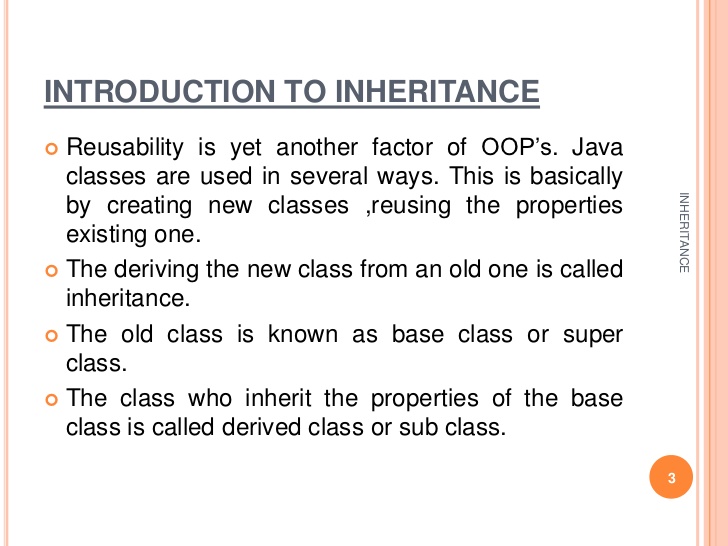 INTRODUCTION TO INHERITANCE
Reusability is yet another factor of OOP’s. Java
classes are used in several ways. This is basically
by creating new classes ,reusing the properties
existing one.
The deriving the new class from an old one is called
inheritance.
The old class is known as base class or super
class.
The class who inherit the properties of the base
class is called derived class or sub class.
INHERITANCE
3